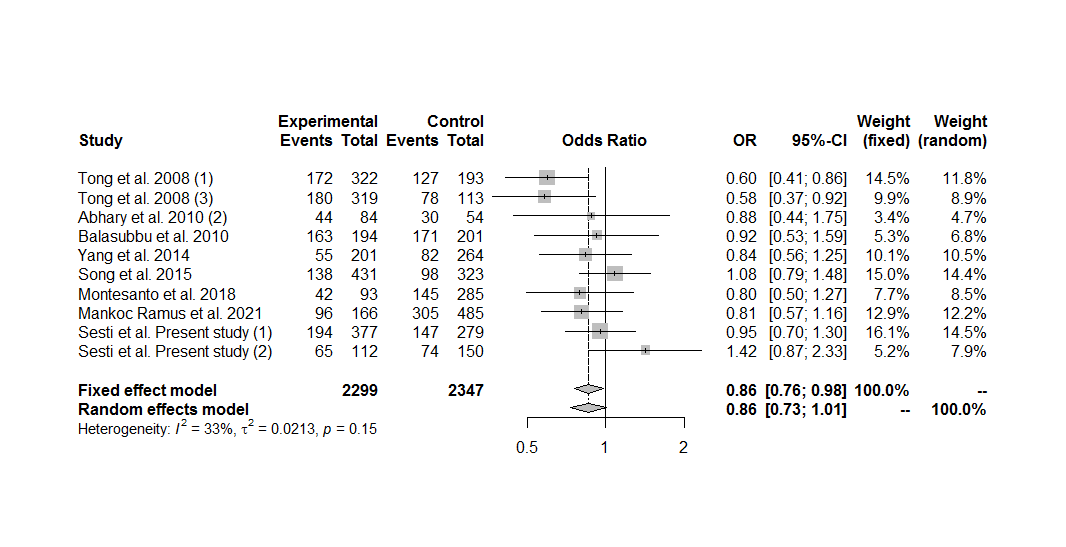 Experimental Control Weight Weight
Study Events Total Events Total Odds Ratio OR 95%-CI (fixed) (random)
Tong et al. 2008 (1) 172 322 127 193 0.60 [0.41; 0.86] 14.5% 11.8%
Tong et al. 2008 (3) 180 319 78 113 0.58 [0.37; 0.92] 9.9% 8.9%
Abhary et al. 2010 (2) 44 84 30 54 0.88 [0.44; 1.75] 3.4% 4.7%
Balasubbu et al. 2010 163 194 171 201 0.92 [0.53; 1.59] 5.3% 6.8%
Yang et al. 2014 55 201 82 264 0.84 [0.56; 1.25] 10.1% 10.5%
Song et al. 2015 138 431 98 323 1.08 [0.79; 1.48] 15.0% 14.4%
Montesanto et al. 2018 42 93 145 285 0.80 [0.50; 1.27] 7.7% 8.5%
Mankoc Ramus et al. 2021 96 166 305 485 0.81 [0.57; 1.16] 12.9% 12.2%
Sesti et al. Present study (1) 194 377 147 279 0.95 [0.70; 1.30] 16.1% 14.5%
Sesti et al. Present study (2) 65 112 74 150 1.42 [0.87; 2.33] 5.2% 7.9%
Fixed effect model 2299 2347 0.86 [0.76; 0.98] 100.0% --
Random effects model 0.86 [0.73; 1.01] -- 100.0%
Heterogeneity: I² = 33%, τ² = 0.0213, p = 0.15
0.5 1 2